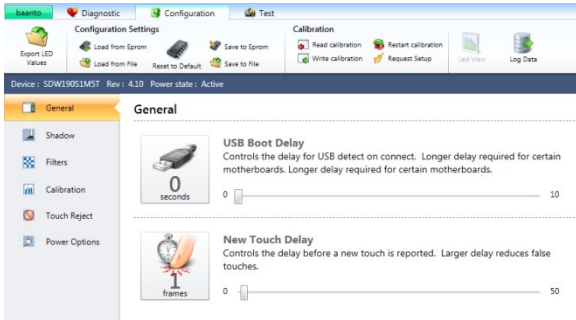 baanto Diagnostic Configuration Test
Configuration Settings
Calibration
Export LED
Values
Load from Eprom
Load from File
Reset to Default
Save to Eprom
Save to File
Read calibration
Write calibration
Restart calibration
Request Setup
Led View
Log Data
Device : SDW190S1M5T Rev : 4.10 Power state : Active
General
Shadow
Filters
Calibration
Touch Reject
Power Options
General
0
seconds
USB Boot Delay
Controls the delay for USB detect on connect. Longer delay required for certain
motherboards. Longer delay required for certain motherboards.
0 10
1
frames
New Touch Delay
Controls the delay before a new touch is reported. Larger delay reduces false
touches.
0 50